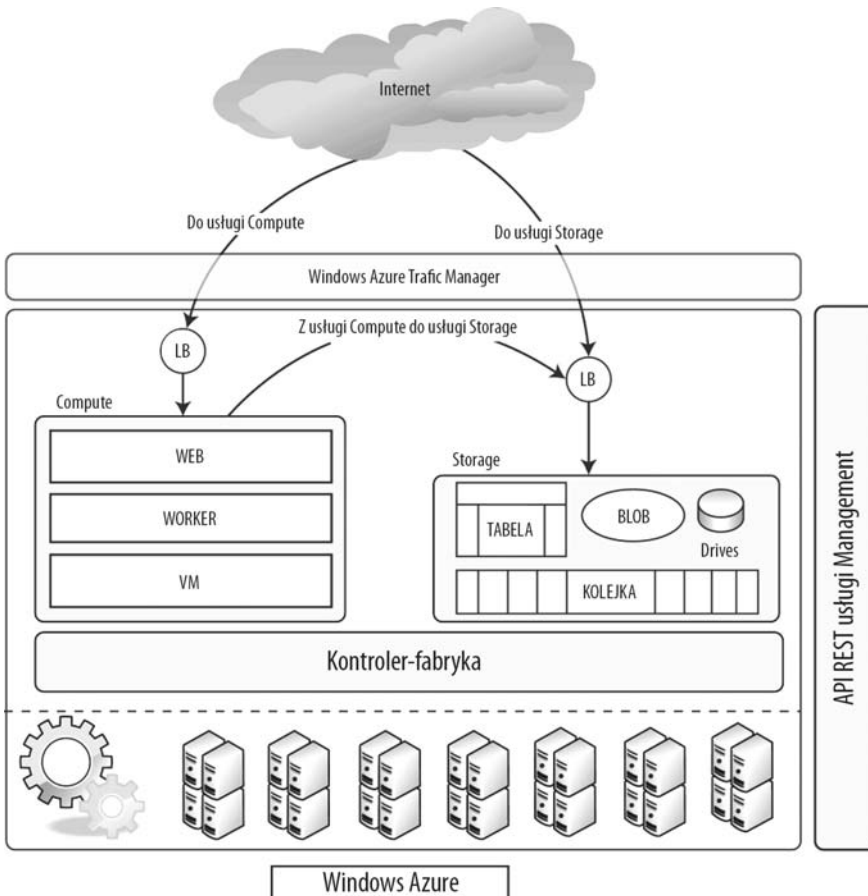 Internet
Do usługi Compute
Do usługi Storage
Windows Azure Trafic Manager
Z usługi Compute do usługi Storage
LB
LB
Compute
WEB
WORKER
VM
Storage
TABELA
BLOB
Drives
KOLEJKA
Kontroler-fabryka
API REST usługi Management
Windows Azure